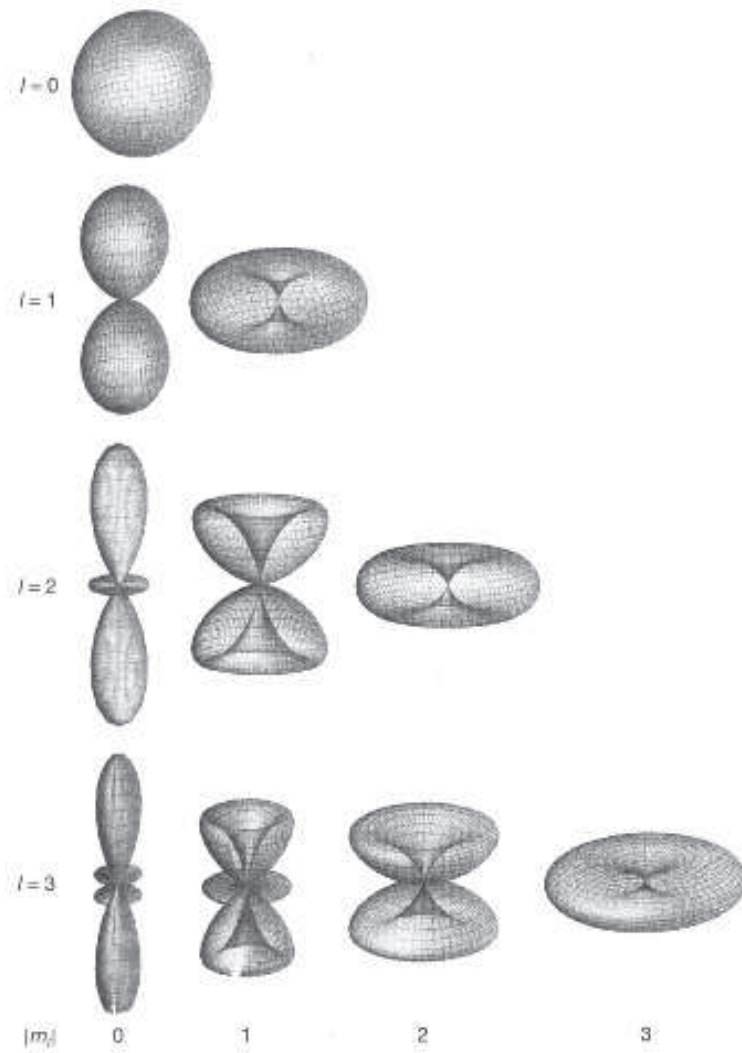 l = 0
l = 1
l = 2
l = 3
|m_l| 0 1 2 3